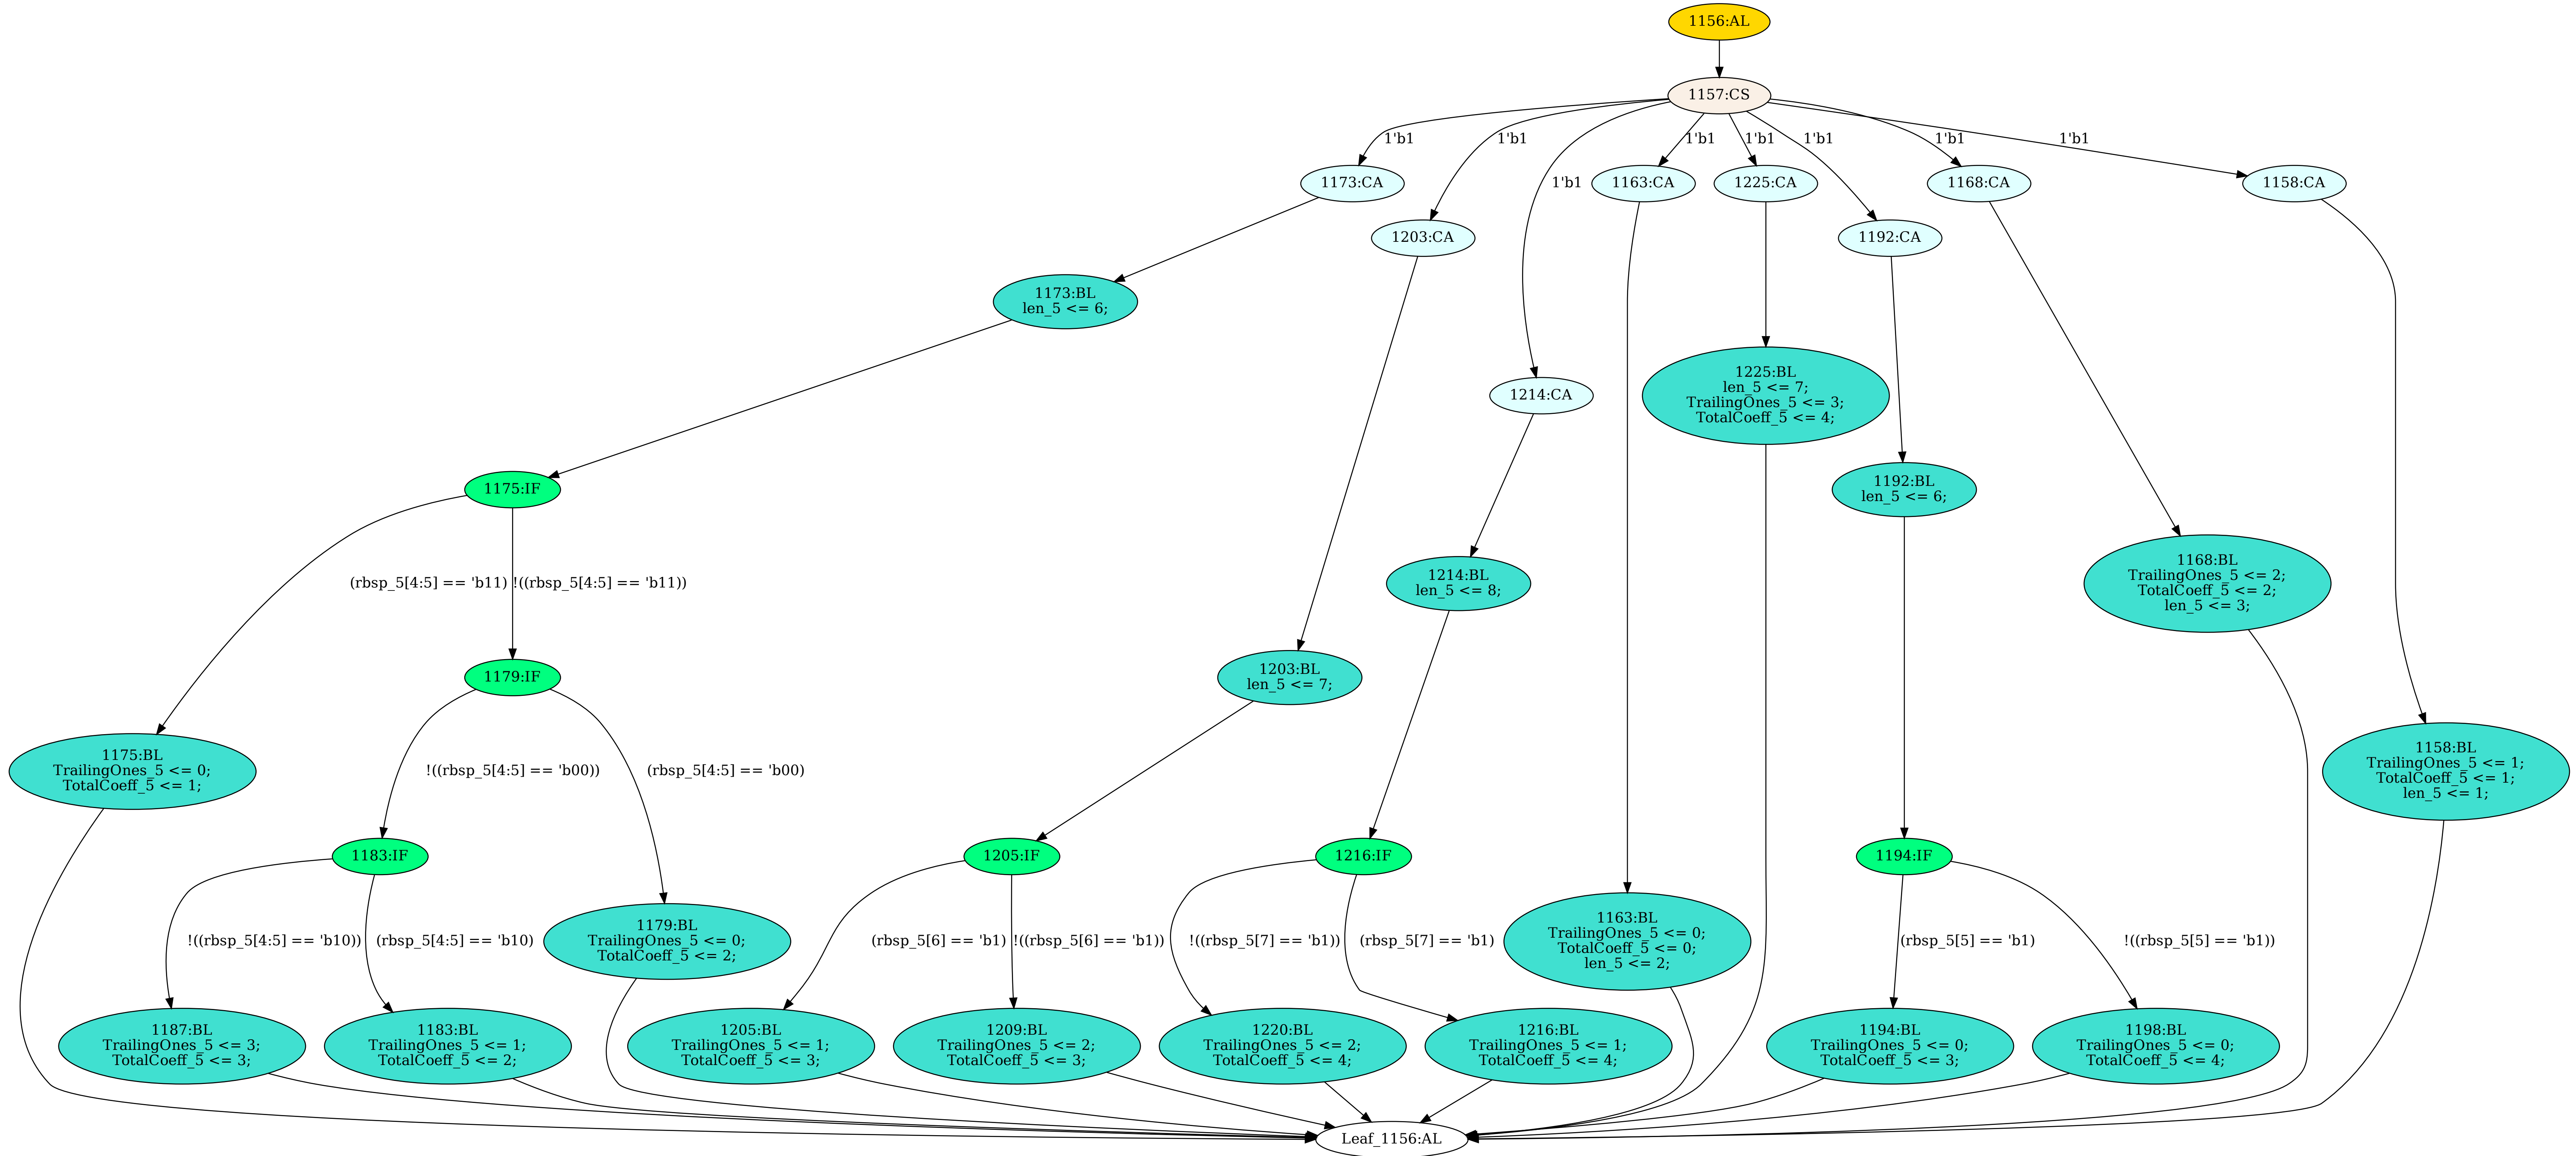 1156:AL
1157:CS
1'b1
1'b1
1'b1
1'b1
1'b1
1'b1
1'b1
1'b1
1173:CA
1203:CA
1214:CA
1163:CA
1225:CA
1192:CA
1168:CA
1158:CA
1173:BL
len_5 <= 6;
1225:BL
len_5 <= 7;
TrailingOnes_5 <= 3;
TotalCoeff_5 <= 4;
1175:IF
1192:BL
len_5 <= 6;
(rbsp_5[4:5] == 'b11)
!((rbsp_5[4:5] == 'b11))
1214:BL
len_5 <= 8;
1168:BL
TrailingOnes_5 <= 2;
TotalCoeff_5 <= 2;
len_5 <= 3;
1179:IF
1203:BL
len_5 <= 7;
1175:BL
TrailingOnes_5 <= 0;
TotalCoeff_5 <= 1;
!((rbsp_5[4:5] == 'b00))
(rbsp_5[4:5] == 'b00)
1158:BL
TrailingOnes_5 <= 1;
TotalCoeff_5 <= 1;
len_5 <= 1;
1183:IF
1205:IF
1216:IF
1194:IF
!((rbsp_5[4:5] == 'b10))
(rbsp_5[4:5] == 'b10)
1179:BL
TrailingOnes_5 <= 0;
TotalCoeff_5 <= 2;
(rbsp_5[6] == 'b1)
!((rbsp_5[6] == 'b1))
!((rbsp_5[7] == 'b1))
(rbsp_5[7] == 'b1)
1163:BL
TrailingOnes_5 <= 0;
TotalCoeff_5 <= 0;
len_5 <= 2;
(rbsp_5[5] == 'b1)
!((rbsp_5[5] == 'b1))
1187:BL
TrailingOnes_5 <= 3;
TotalCoeff_5 <= 3;
1183:BL
TrailingOnes_5 <= 1;
TotalCoeff_5 <= 2;
1205:BL
TrailingOnes_5 <= 1;
TotalCoeff_5 <= 3;
1209:BL
TrailingOnes_5 <= 2;
TotalCoeff_5 <= 3;
1220:BL
TrailingOnes_5 <= 2;
TotalCoeff_5 <= 4;
1216:BL
TrailingOnes_5 <= 1;
TotalCoeff_5 <= 4;
1194:BL
TrailingOnes_5 <= 0;
TotalCoeff_5 <= 3;
1198:BL
TrailingOnes_5 <= 0;
TotalCoeff_5 <= 4;
Leaf_1156:AL